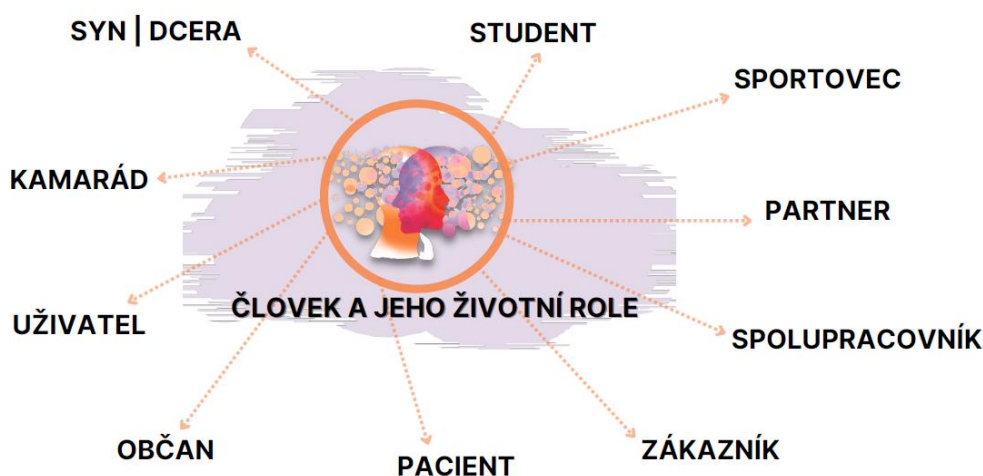 SYN | DCERA
STUDENT
SPORTOVEC
KAMARÁD
PARTNER
ČLOVEK A JEHO ŽIVOTNÍ ROLE
UŽIVATEL
SPOLUPRACOVNÍK
OBČAN
PACIENT
ZÁKAZNÍK